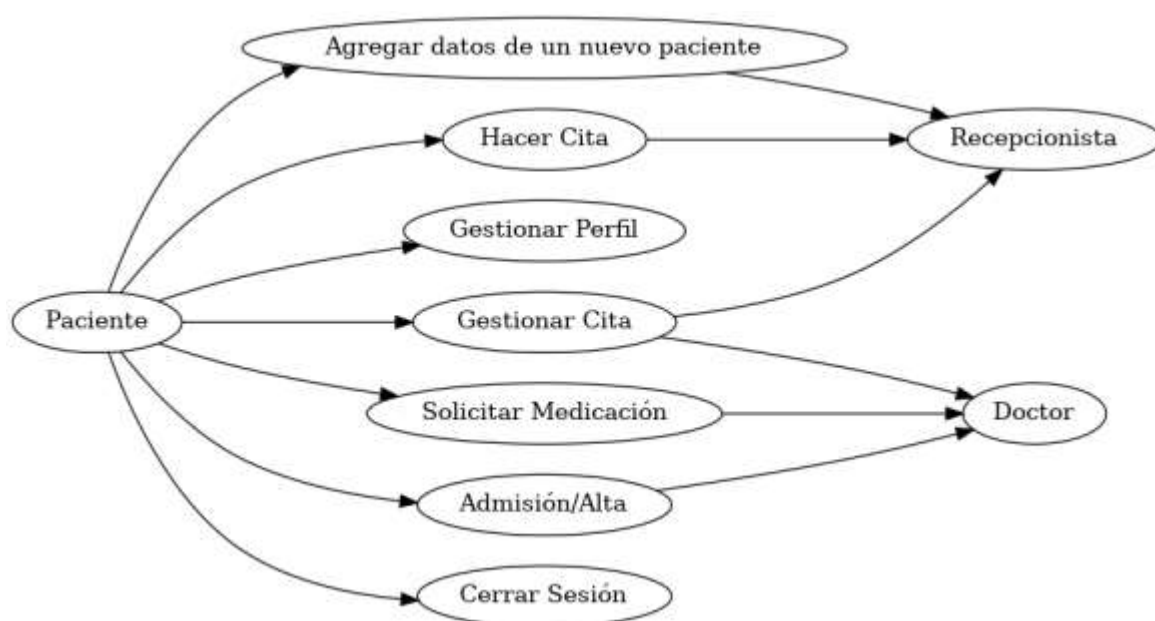 Agregar datos de un nuevo paciente
Hacer Cita
Recepcionista
Gestionar Perfil
Paciente
Gestionar Cita
Solicitar Medicación
Doctor
Admisión/Alta
Cerrar Sesión